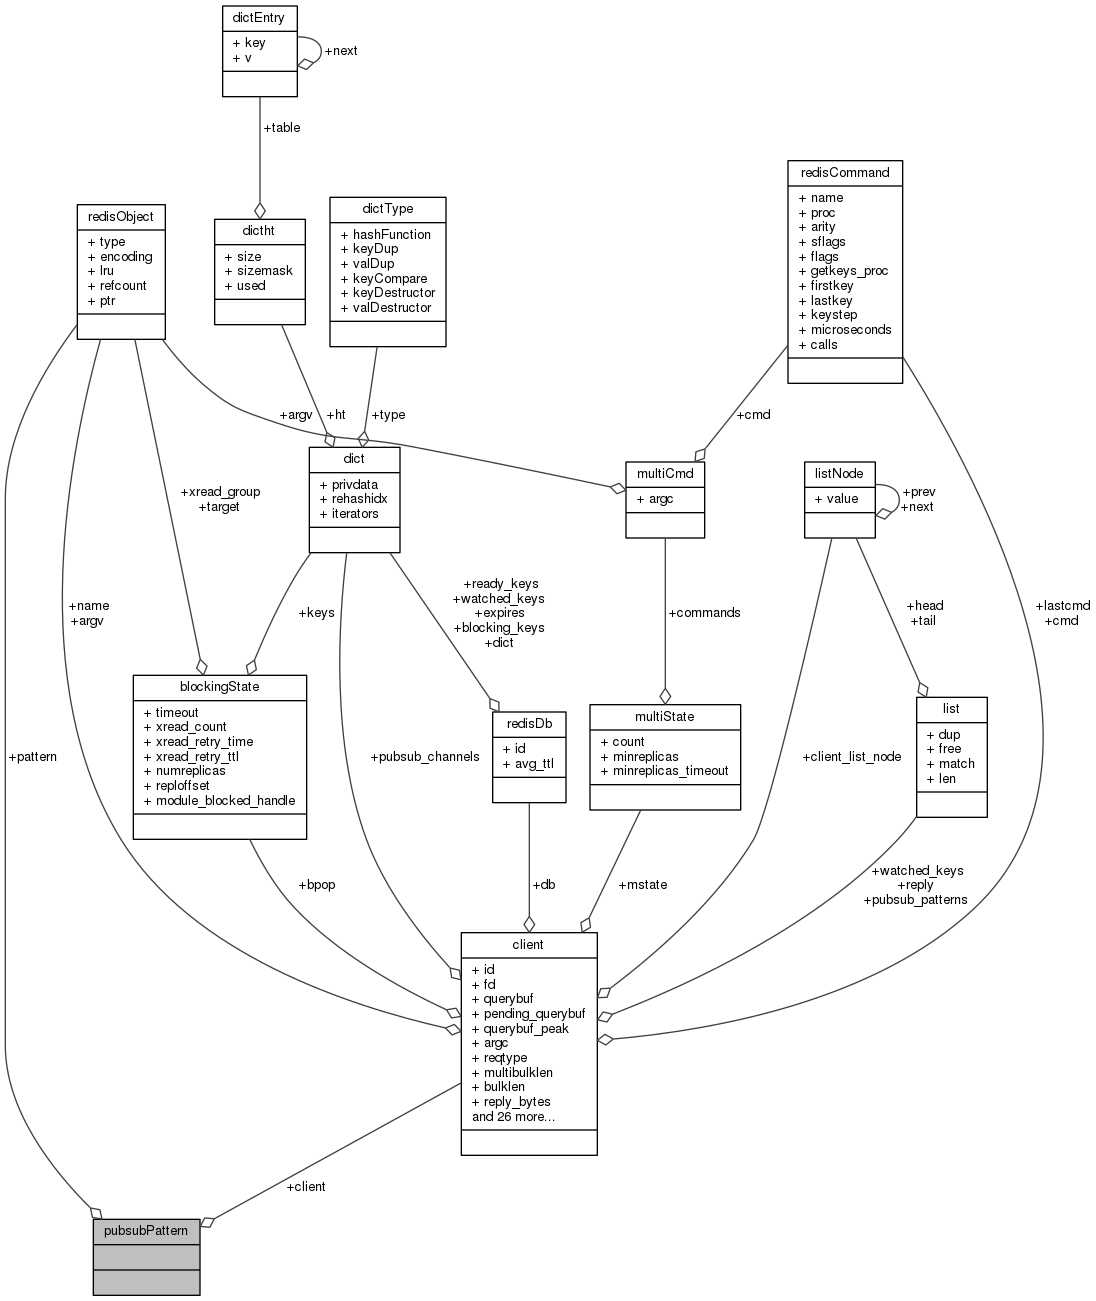 dictEntry
+ key
+ v
+next
+table
redisCommand
+ name
+ proc
+ arity
+ sflags
+ flags
+ getkeys_proc
+ firstkey
+ lastkey
+ keystep
+ microseconds
+ calls
redisObject
+ type
+ encoding
+ lru
+ refcount
+ ptr
dictht
+ size
+ sizemask
+ used
dictType
+ hashFunction
+ keyDup
+ valDup
+ keyCompare
+ keyDestructor
+ valDestructor
+argv
+ht
+type
+cmd
dict
+ privdata
+ rehashidx
+ iterators
multiCmd
+ argc
listNode
+ value
+prev
+next
+xread_group
+target
+name
+argv
+keys
+ready_keys
+watched_keys
+expires
+blocking_keys
+dict
+commands
+head
+tail
+lastcmd
+cmd
blockingState
+ timeout
+ xread_count
+ xread_retry_time
+ xread_retry_ttl
+ numreplicas
+ reploffset
+ module_blocked_handle
redisDb
+ id
+ avg_ttl
multiState
+ count
+ minreplicas
+ minreplicas_timeout
list
+ dup
+ free
+ match
+ len
+pattern
+pubsub_channels
+client_list_node
+bpop
+db
+mstate
+watched_keys
+reply
+pubsub_patterns
client
+ id
+ fd
+ querybuf
+ pending_querybuf
+ querybuf_peak
+ argc
+ reqtype
+ multibulklen
+ bulklen
+ reply_bytes
and 26 more...
+client
pubsubPattern